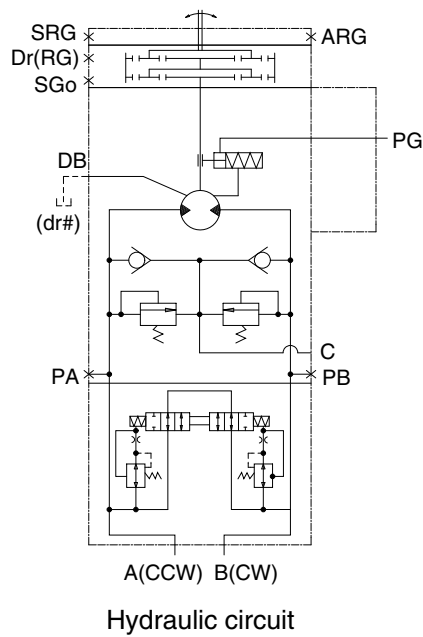 SRG
ARG
Dr(RG)
SGo
PG
DB
(dr#)
C
PA
PB
A(CCW) B(CW)
Hydraulic circuit